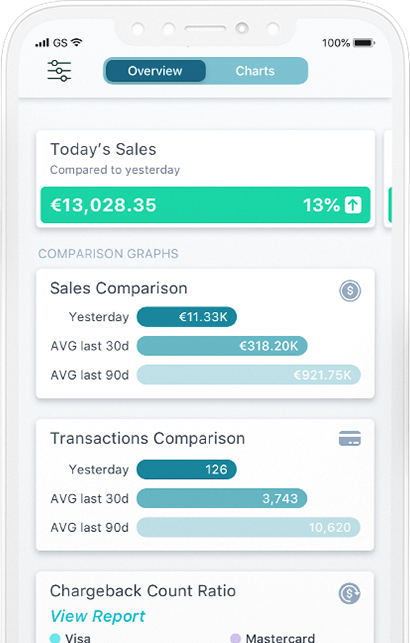 GS 100%
Overview Charts
Today's Sales
Compared to yesterday
€13,028.35 13%
COMPARISON GRAPHS
Sales Comparison
$
Yesterday €11.33K
AVG last 30d €318.20K
AVG last 90d €921.75K
Transactions Comparison
Yesterday 126
AVG last 30d 3,743
AVG last 90d 10,620
Chargeback Count Ratio
$
View Report
Visa Mastercard